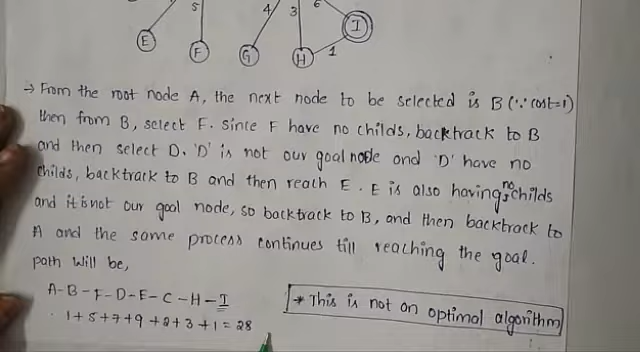 5 4 3 6
E F G H 1 I
→ From the root node A, the next node to be selected is B (∵ cost=1)
then from B, select F. Since F have no childs, backtrack to B
and then select D. 'D' is not our goal node and 'D' have no
childs, backtrack to B and then reach E. E is also having no childs
and it is not our goal node, so backtrack to B, and then backtrack to
A and the same process continues till reaching the goal.
path will be,
A-B-F-D-E-C-H-I
1+5+7+9+2+3+1=28
* This is not an optimal algorithm